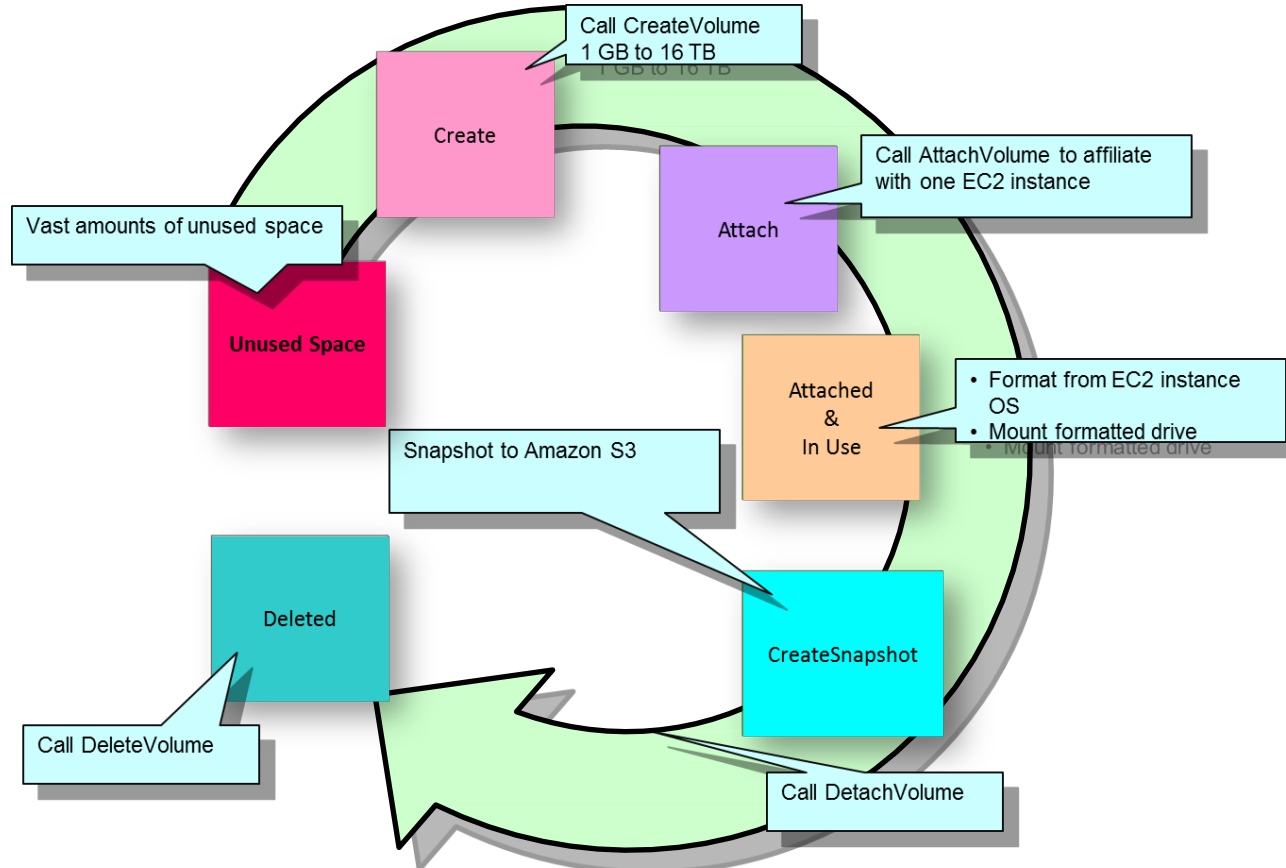 Call CreateVolume
1 GB to 16 TB
Create
Call AttachVolume to affiliate
with one EC2 instance
Attach
Vast amounts of unused space
Unused Space
Attached
&
In Use
• Format from EC2 instance
OS
• Mount formatted drive
Snapshot to Amazon S3
CreateSnapshot
Deleted
Call DeleteVolume
Call DetachVolume